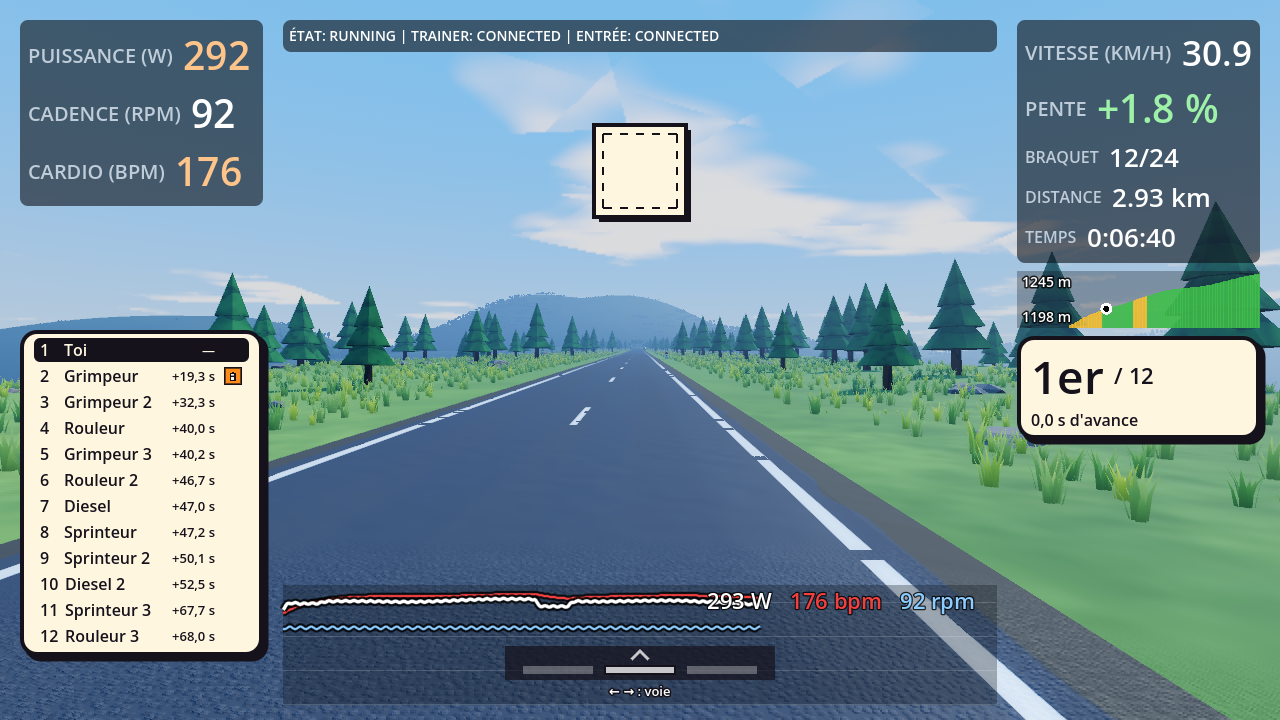 PUISSANCE (W) 292
CADENCE (RPM) 92
CARDIO (BPM) 176
ÉTAT: RUNNING | TRAINER: CONNECTED | ENTRÉE: CONNECTED
VITESSE (KM/H) 30.9
PENTE +1.8 %
BRAQUET 12/24
DISTANCE 2.93 km
TEMPS 0:06:40
1245 m
1198 m
1er / 12
0,0 s d'avance
1 Toi —
2 Grimpeur +19,3 s
3 Grimpeur 2 +32,3 s
4 Rouleur +40,0 s
5 Grimpeur 3 +40,2 s
6 Rouleur 2 +46,7 s
7 Diesel +47,0 s
8 Sprinteur +47,2 s
9 Sprinteur 2 +50,1 s
10 Diesel 2 +52,5 s
11 Sprinteur 3 +67,7 s
12 Rouleur 3 +68,0 s
293 W 176 bpm 92 rpm
← → : voie